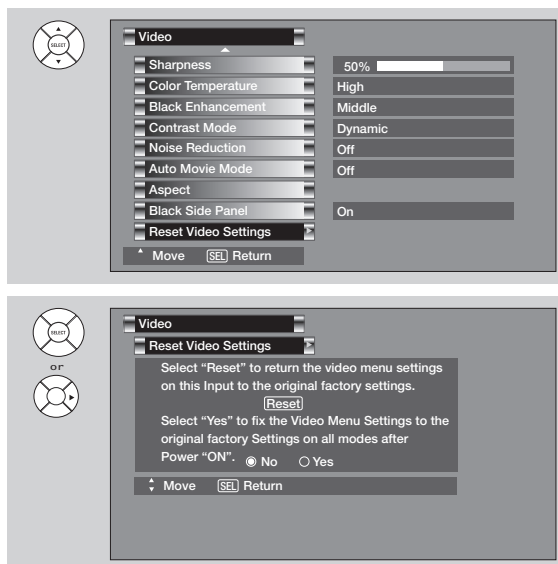 SELECT
Video
Sharpness 50%
Color Temperature High
Black Enhancement Middle
Contrast Mode Dynamic
Noise Reduction Off
Auto Movie Mode Off
Aspect
Black Side Panel On
Reset Video Settings
Move SEL Return
SELECT
or
Video
Reset Video Settings
Select “Reset” to return the video menu settings
on this Input to the original factory settings.
Reset
Select “Yes” to fix the Video Menu Settings to the
original factory Settings on all modes after
Power “ON”. No Yes
Move SEL Return